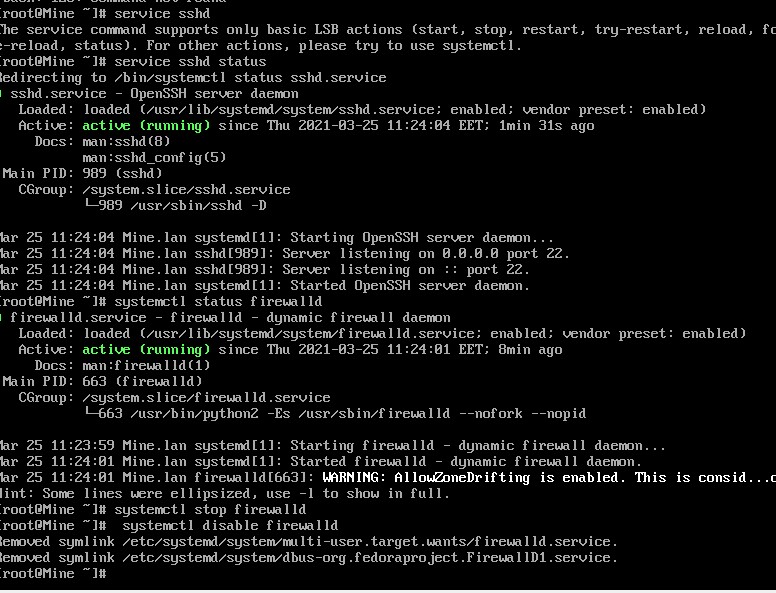 [root@Mine ~]# service sshd
The service command supports only basic LSB actions (start, stop, restart, try-restart, reload, fo
e-reload, status). For other actions, please try to use systemctl.
[root@Mine ~]# service sshd status
Redirecting to /bin/systemctl status sshd.service
sshd.service - OpenSSH server daemon
Loaded: loaded (/usr/lib/systemd/system/sshd.service; enabled; vendor preset: enabled)
Active: active (running) since Thu 2021-03-25 11:24:04 EET; 1min 31s ago
Docs: man:sshd(8)
man:sshd_config(5)
Main PID: 989 (sshd)
CGroup: /system.slice/sshd.service
└─989 /usr/sbin/sshd -D
Mar 25 11:24:04 Mine.lan systemd[1]: Starting OpenSSH server daemon...
Mar 25 11:24:04 Mine.lan sshd[989]: Server listening on 0.0.0.0 port 22.
Mar 25 11:24:04 Mine.lan sshd[989]: Server listening on :: port 22.
Mar 25 11:24:04 Mine.lan systemd[1]: Started OpenSSH server daemon.
[root@Mine ~]# systemctl status firewalld
firewalld.service - firewalld - dynamic firewall daemon
Loaded: loaded (/usr/lib/systemd/system/firewalld.service; enabled; vendor preset: enabled)
Active: active (running) since Thu 2021-03-25 11:24:01 EET; 8min ago
Docs: man:firewalld(1)
Main PID: 663 (firewalld)
CGroup: /system.slice/firewalld.service
└─663 /usr/bin/python2 -Es /usr/sbin/firewalld --nofork --nopid
Mar 25 11:23:59 Mine.lan systemd[1]: Starting firewalld - dynamic firewall daemon...
Mar 25 11:24:01 Mine.lan systemd[1]: Started firewalld - dynamic firewall daemon.
Mar 25 11:24:01 Mine.lan firewalld[663]: WARNING: AllowZoneDrifting is enabled. This is consid...
Hint: Some lines were ellipsized, use -l to show in full.
[root@Mine ~]# systemctl stop firewalld
[root@Mine ~]#  systemctl disable firewalld
Removed symlink /etc/systemd/system/multi-user.target.wants/firewalld.service.
Removed symlink /etc/systemd/system/dbus-org.fedoraproject.FirewallD1.service.
[root@Mine ~]#